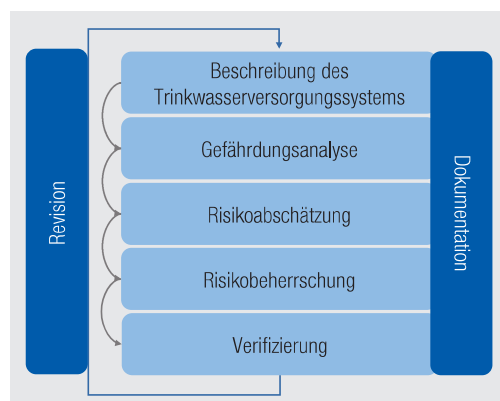 Revision
Beschreibung des
Trinkwasserversorgungssystems
Gefährdungsanalyse
Risikoabschätzung
Risikobeherrschung
Verifizierung
Dokumentation